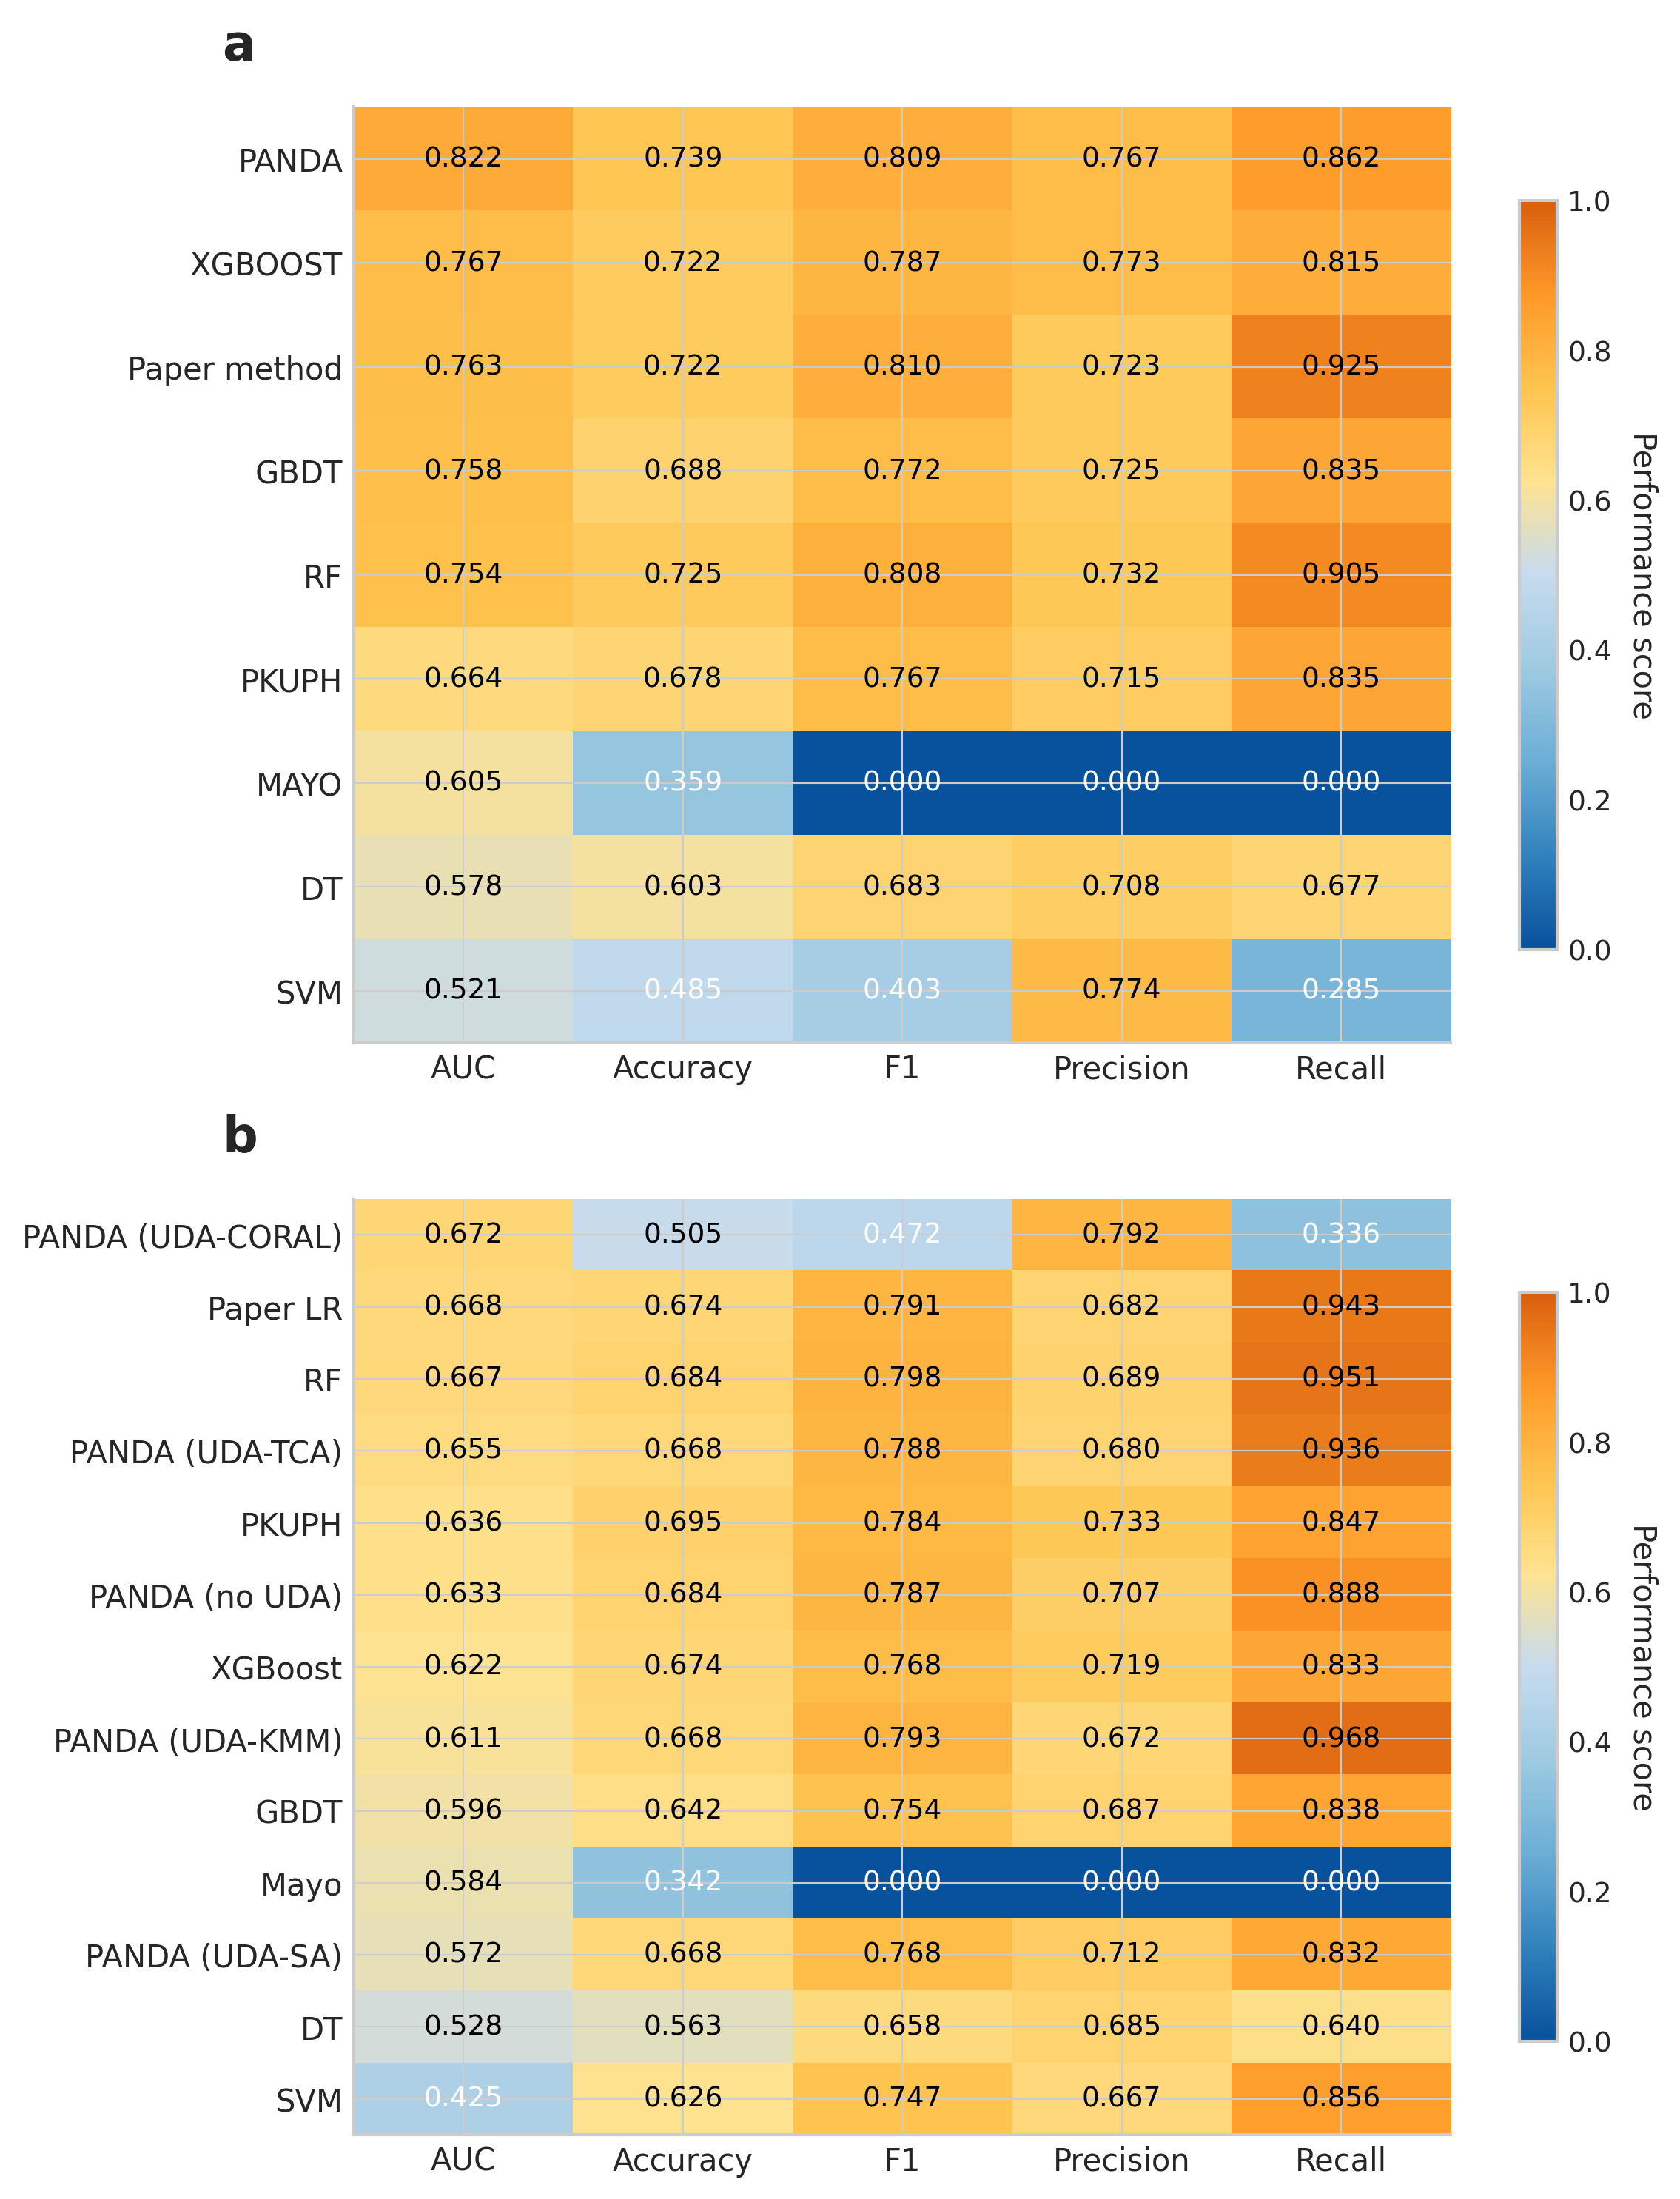 a
PANDA 0.822 0.739 0.809 0.767 0.862
XGBOOST 0.767 0.722 0.787 0.773 0.815
Paper method 0.763 0.722 0.810 0.723 0.925
GBDT 0.758 0.688 0.772 0.725 0.835
RF 0.754 0.725 0.808 0.732 0.905
PKUPH 0.664 0.678 0.767 0.715 0.835
MAYO 0.605 0.359 0.000 0.000 0.000
DT 0.578 0.603 0.683 0.708 0.677
SVM 0.521 0.485 0.403 0.774 0.285
AUC Accuracy F1 Precision Recall
1.0
0.8
0.6
0.4
0.2
0.0
Performance score
b
PANDA (UDA-CORAL) 0.672 0.505 0.472 0.792 0.336
Paper LR 0.668 0.674 0.791 0.682 0.943
RF 0.667 0.684 0.798 0.689 0.951
PANDA (UDA-TCA) 0.655 0.668 0.788 0.680 0.936
PKUPH 0.636 0.695 0.784 0.733 0.847
PANDA (no UDA) 0.633 0.684 0.787 0.707 0.888
XGBoost 0.622 0.674 0.768 0.719 0.833
PANDA (UDA-KMM) 0.611 0.668 0.793 0.672 0.968
GBDT 0.596 0.642 0.754 0.687 0.838
Mayo 0.584 0.342 0.000 0.000 0.000
PANDA (UDA-SA) 0.572 0.668 0.768 0.712 0.832
DT 0.528 0.563 0.658 0.685 0.640
SVM 0.425 0.626 0.747 0.667 0.856
AUC Accuracy F1 Precision Recall
1.0
0.8
0.6
0.4
0.2
0.0
Performance score